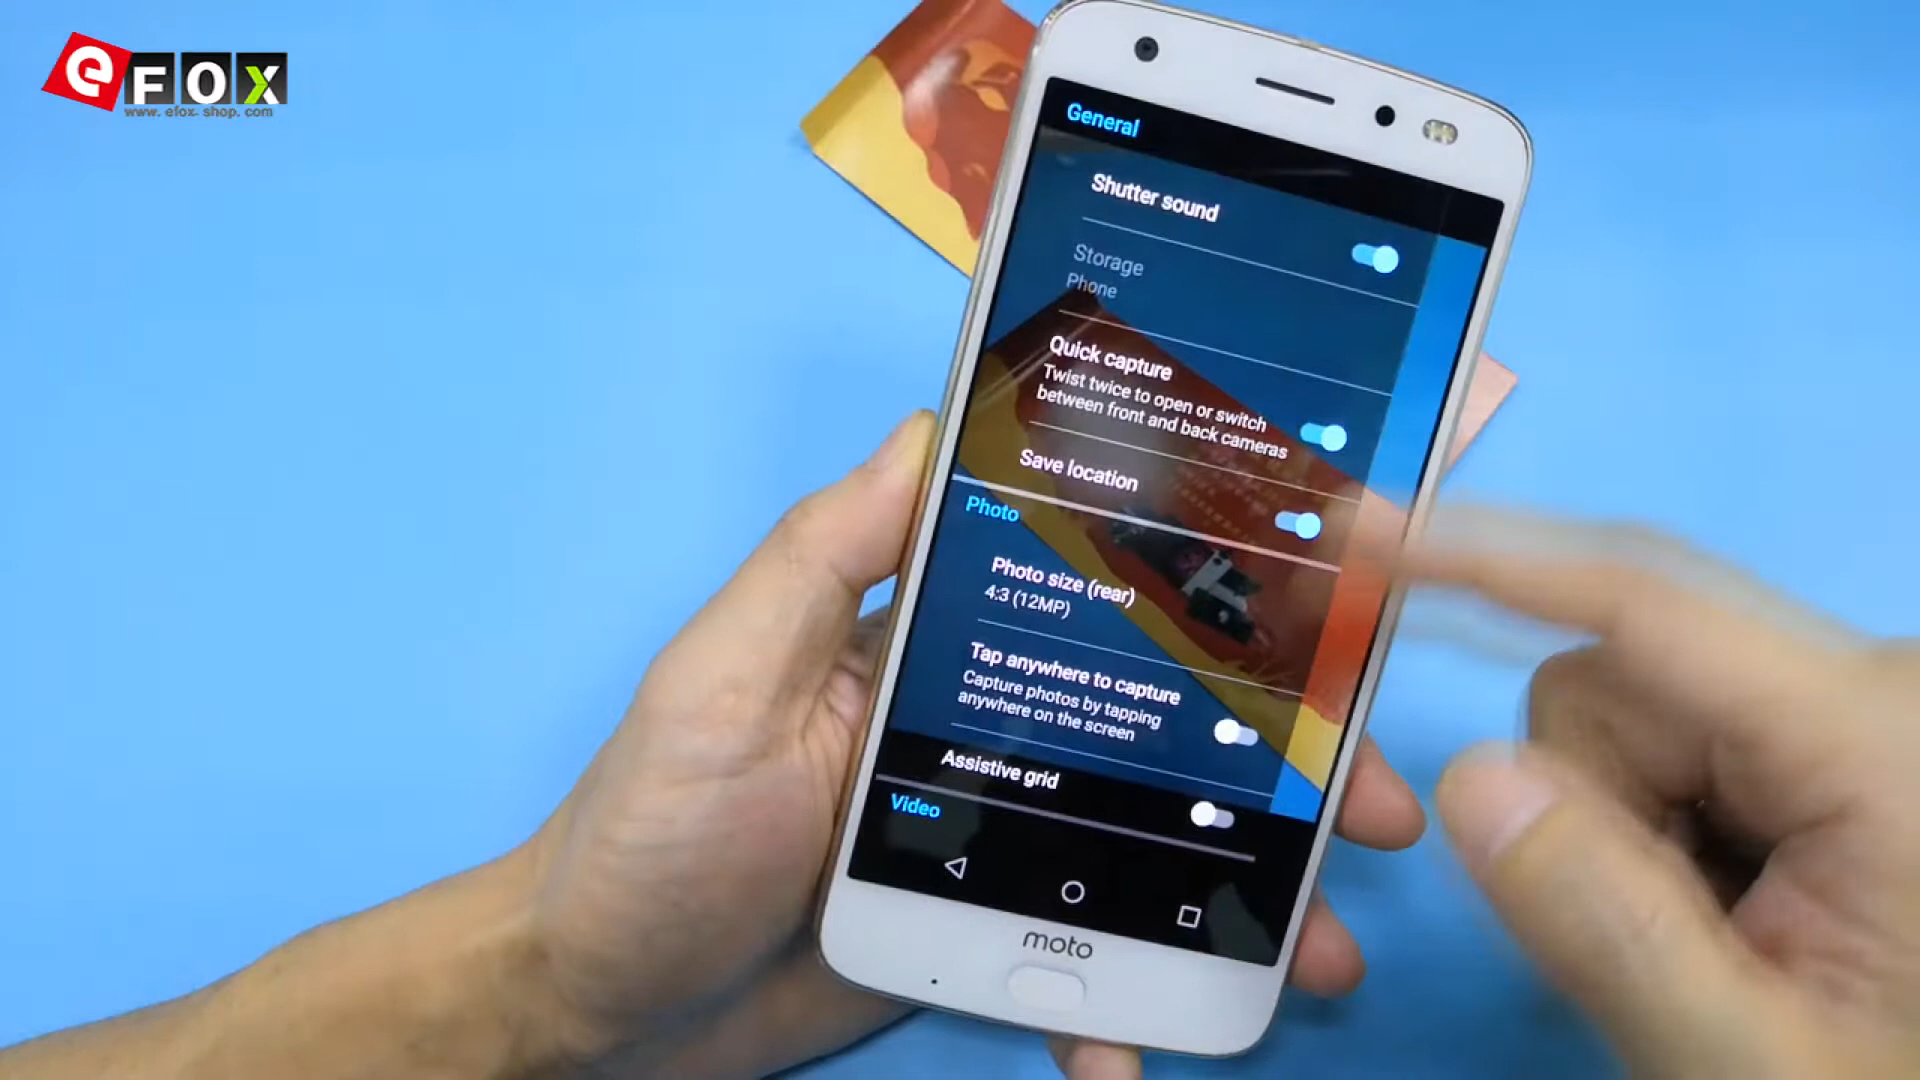 eFOX
www. efox-shop. com
General
Shutter sound
Storage
Phone
Quick capture
Twist twice to open or switch
between front and back cameras
Save location
Photo
Photo size (rear)
4:3 (12MP)
Tap anywhere to capture
Capture photos by tapping
anywhere on the screen
Assistive grid
Video
moto